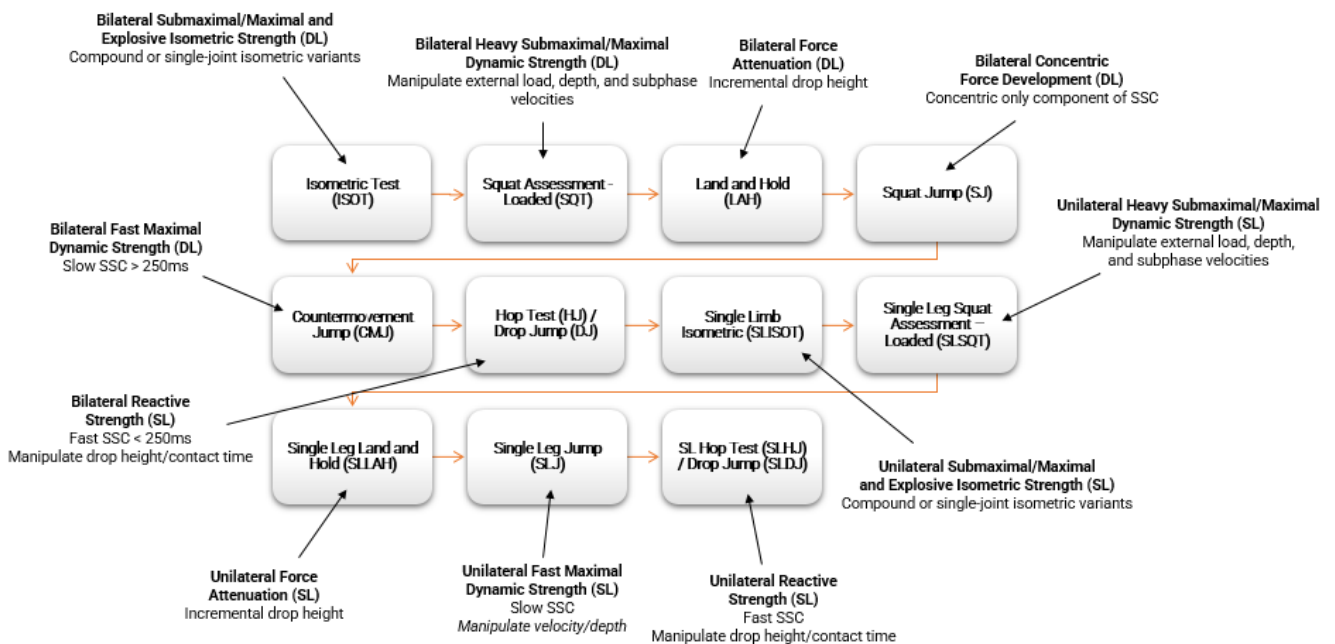 Bilateral Submaximal/Maximal and
Explosive Isometric Strength (DL)
Compound or single-joint isometric variants
Bilateral Heavy Submaximal/Maximal
Dynamic Strength (DL)
Manipulate external load, depth, and subphase
velocities
Bilateral Force
Attenuation (DL)
Incremental drop height
Bilateral Concentric
Force Development (DL)
Concentric only component of SSC
Isometric Test
(ISOT)
Squat Assessment -
Loaded (SQT)
Land and Hold
(LAH)
Squat Jump (SJ)
Bilateral Fast Maximal
Dynamic Strength (DL)
Slow SSC > 250ms
Unilateral Heavy Submaximal/Maximal
Dynamic Strength (SL)
Manipulate external load, depth,
and subphase velocities
Countermovement
Jump (CMJ)
Hop Test (HJ) /
Drop Jump (DJ)
Single Limb
Isometric (SLISOT)
Single Leg Squat
Assessment –
Loaded (SLSQT)
Bilateral Reactive
Strength (SL)
Fast SSC < 250ms
Manipulate drop height/contact time
Single Leg Land and
Hold (SLLAH)
Single Leg Jump
(SLJ)
SL Hop Test (SLHJ)
/ Drop Jump (SLDJ)
Unilateral Submaximal/Maximal
and Explosive Isometric Strength (SL)
Compound or single-joint isometric variants
Unilateral Force
Attenuation (SL)
Incremental drop height
Unilateral Fast Maximal
Dynamic Strength (SL)
Slow SSC
Manipulate velocity/depth
Unilateral Reactive
Strength (SL)
Fast SSC
Manipulate drop height/contact time